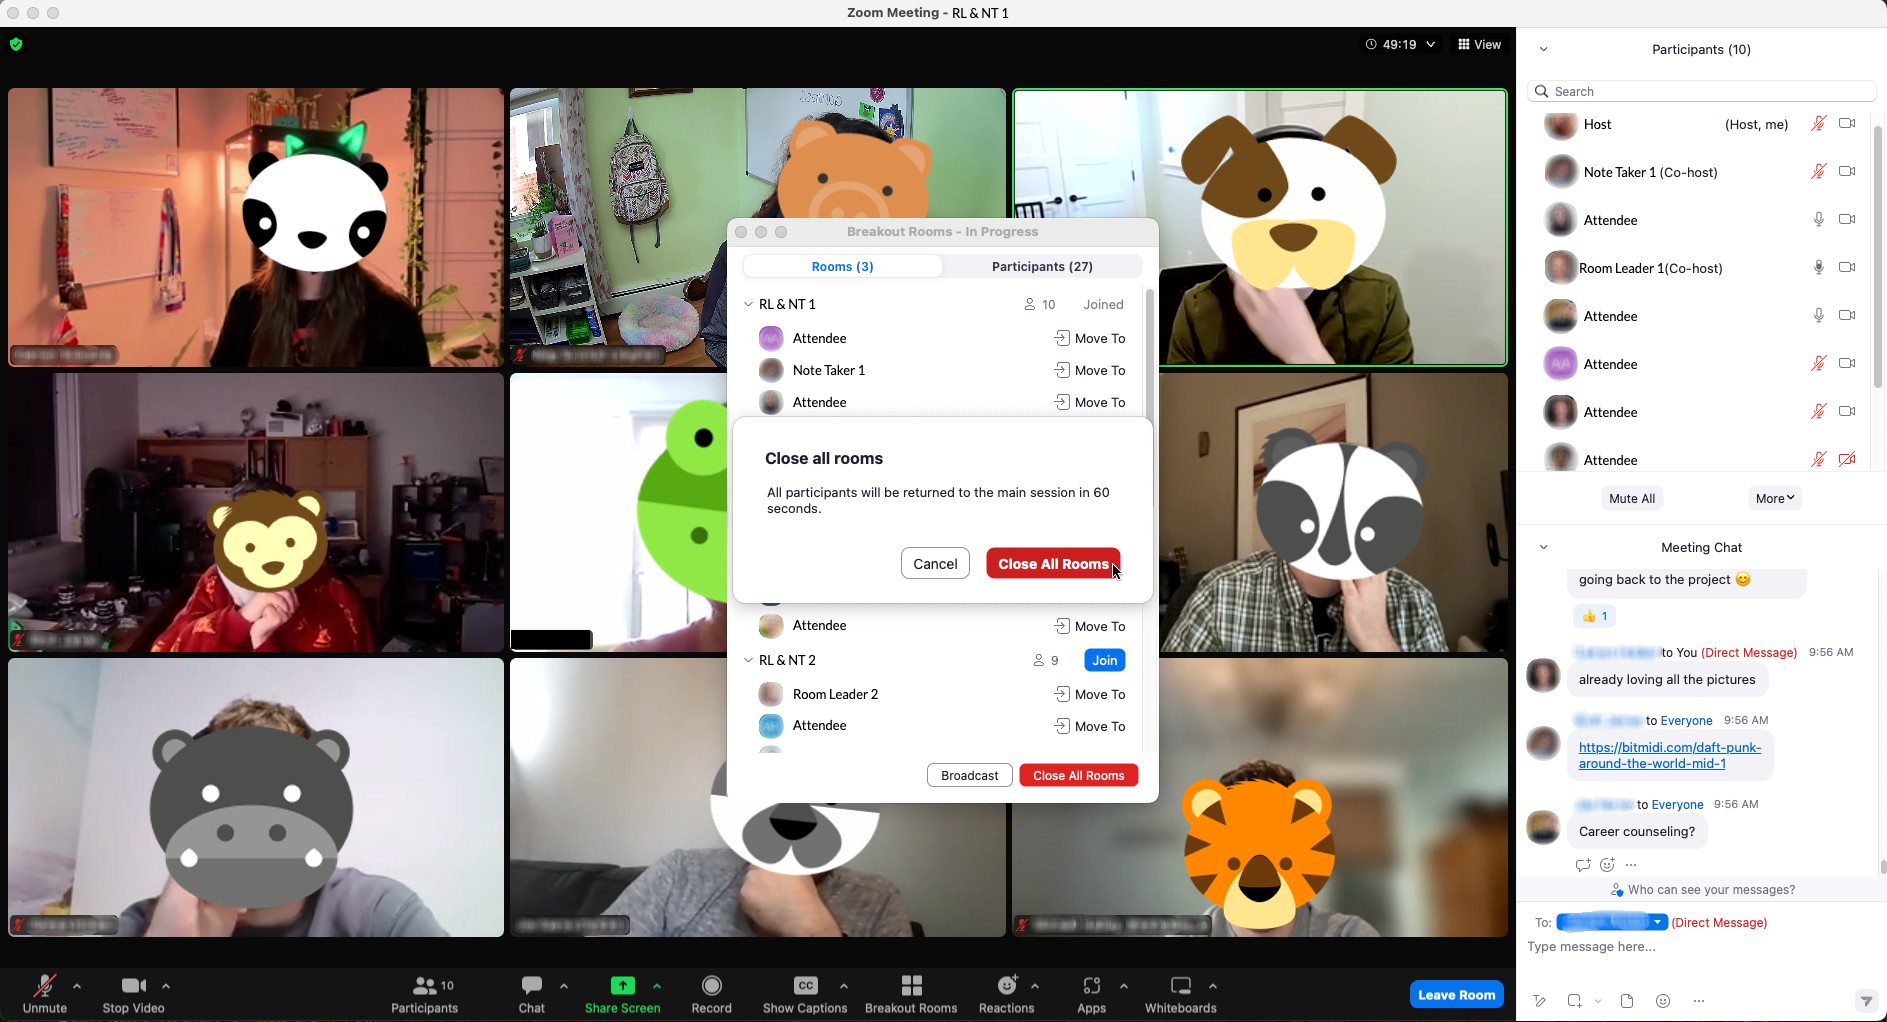 Zoom Meeting - RL & NT 1
49:19
View
Participants (10)
Search
Host (Host, me)
Note Taker 1 (Co-host)
Attendee
Room Leader 1(Co-host)
Attendee
AA Attendee
Attendee
Attendee
Mute All
More
Breakout Rooms - In Progress
Rooms (3)
Participants (27)
RL & NT 1
10
Joined
Attendee
Move To
Note Taker 1
Move To
Attendee
Move To
Close all rooms
All participants will be returned to the main session in 60
seconds.
Cancel
Close All Rooms
Attendee
Move To
RL & NT 2
9
Join
Room Leader 2
Move To
Attendee
Move To
Broadcast
Close All Rooms
Meeting Chat
going back to the project
1
to You (Direct Message) 9:56 AM
already loving all the pictures
to Everyone 9:56 AM
https://bitmidi.com/daft-punk-
around-the-world-mid-1
to Everyone 9:56 AM
Career counseling?
Who can see your messages?
To: (Direct Message)
Type message here...
Unmute
Stop Video
10
Participants
Chat
Share Screen
Record
CC
Show Captions
Breakout Rooms
Reactions
Apps
Whiteboards
Leave Room